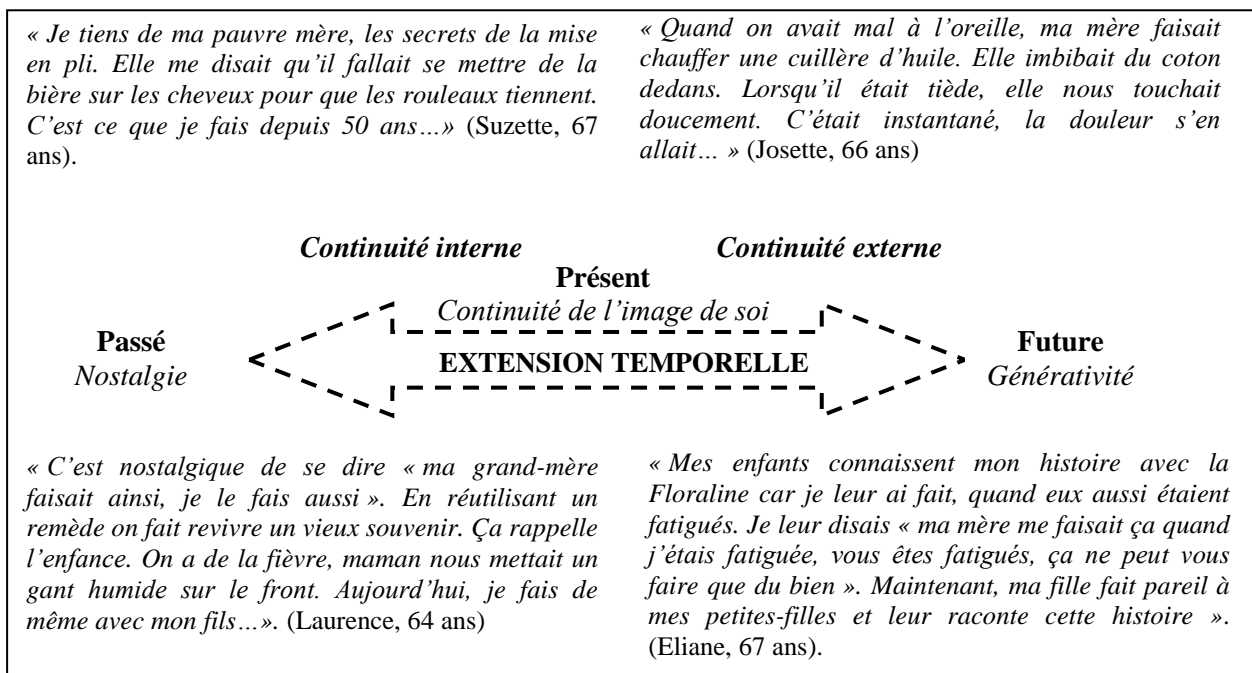 « Je tiens de ma pauvre mère, les secrets de la mise
en pli. Elle me disait qu’il fallait se mettre de la
bière sur les cheveux pour que les rouleaux tiennent.
C’est ce que je fais depuis 50 ans…» (Suzette, 67
ans).
« Quand on avait mal à l’oreille, ma mère faisait
chauffer une cuillère d’huile. Elle imbibait du coton
dedans. Lorsqu’il était tiède, elle nous touchait
doucement. C’était instantané, la douleur s’en
allait… » (Josette, 66 ans)
Continuité interne
Continuité externe
Présent
Continuité de l’image de soi
Passé
Nostalgie
EXTENSION TEMPORELLE
Future
Générativité
« C’est nostalgique de se dire « ma grand-mère
faisait ainsi, je le fais aussi ». En réutilisant un
remède on fait revivre un vieux souvenir. Ça rappelle
l’enfance. On a de la fièvre, maman nous mettait un
gant humide sur le front. Aujourd’hui, je fais de
même avec mon fils…». (Laurence, 64 ans)
« Mes enfants connaissent mon histoire avec la
Floraline car je leur ai fait, quand eux aussi étaient
fatigués. Je leur disais « ma mère me faisait ça quand
j’étais fatiguée, vous êtes fatigués, ça ne peut vous
faire que du bien ». Maintenant, ma fille fait pareil à
mes petites-filles et leur raconte cette histoire ».
(Eliane, 67 ans).